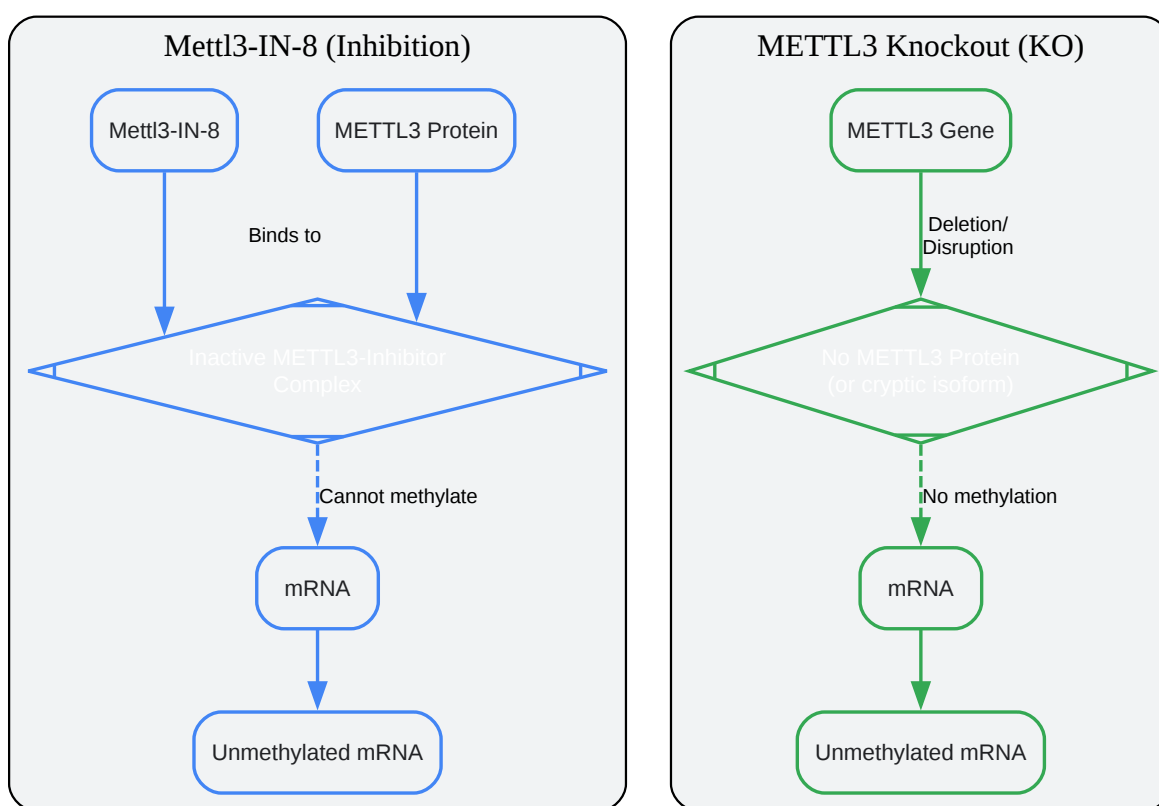 Mettl3-IN-8 (Inhibition)
Mettl3-IN-8
METTL3 Protein
Binds to
Inactive METTL3-Inhibitor
Complex
Cannot methylate
mRNA
Unmethylated mRNA
METTL3 Knockout (KO)
METTL3 Gene
Deletion/
Disruption
No METTL3 Protein
(or cryptic isoform)
No methylation
mRNA
Unmethylated mRNA